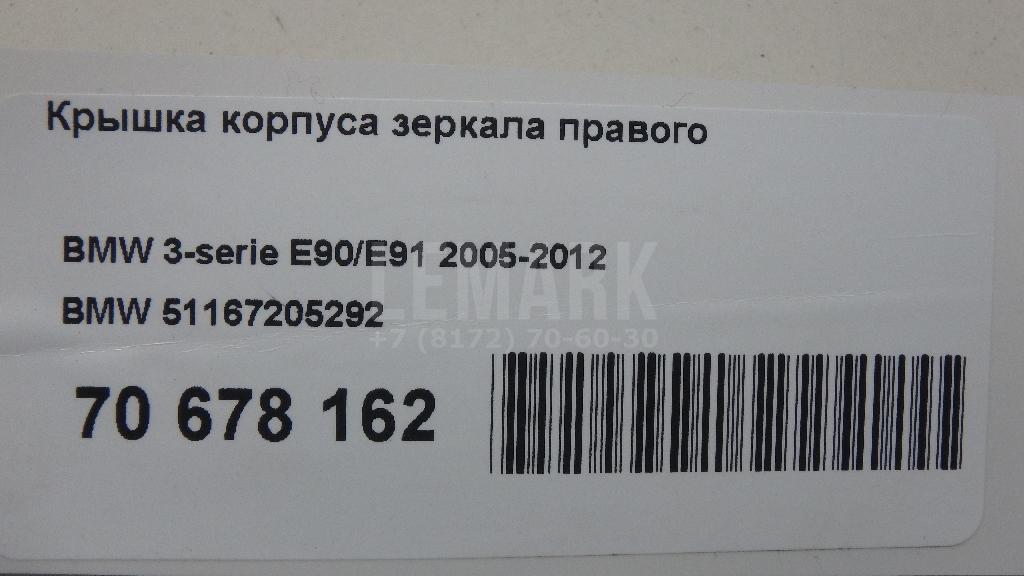 Крышка корпуса зеркала правого
BMW 3-serie E90/E91 2005-2012
LEMARK
BMW 51167205292
+7 (8172) 70-60-30
70 678 162